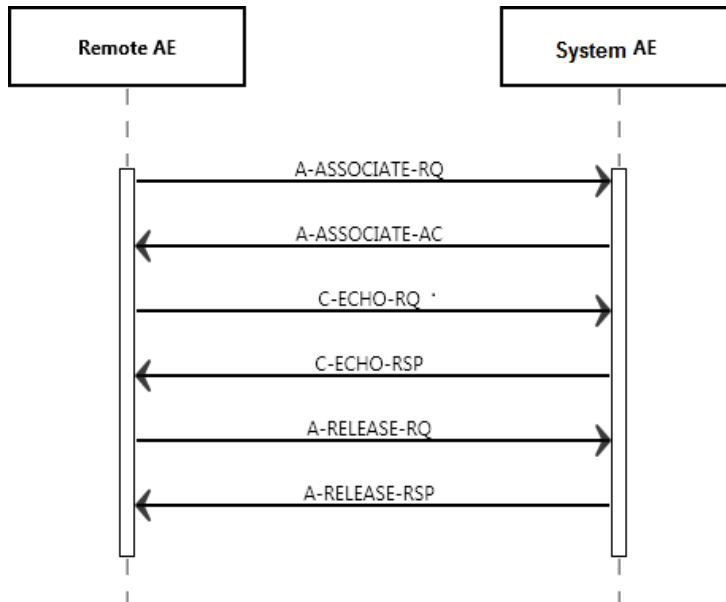 Remote AE
System AE
A-ASSOCIATE-RQ
A-ASSOCIATE-AC
C-ECHO-RQ
C-ECHO-RSP
A-RELEASE-RQ
A-RELEASE-RSP